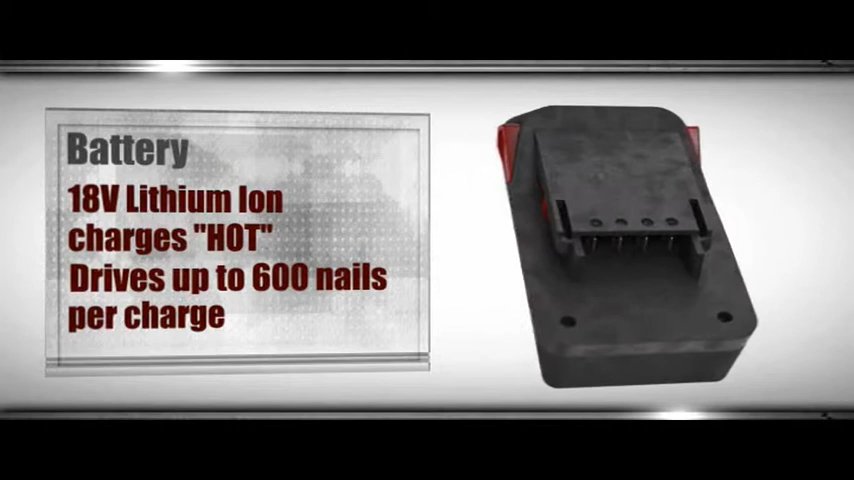 Battery
18V Lithium Ion
charges "HOT"
Drives up to 600 nails
per charge